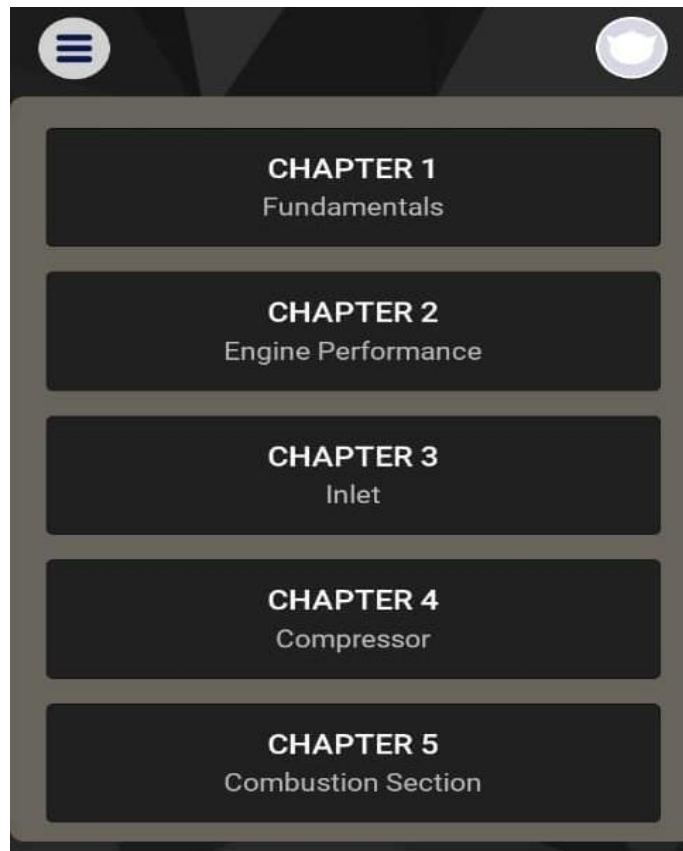 CHAPTER 1
Fundamentals
CHAPTER 2
Engine Performance
CHAPTER 3
Inlet
CHAPTER 4
Compressor
CHAPTER 5
Combustion Section